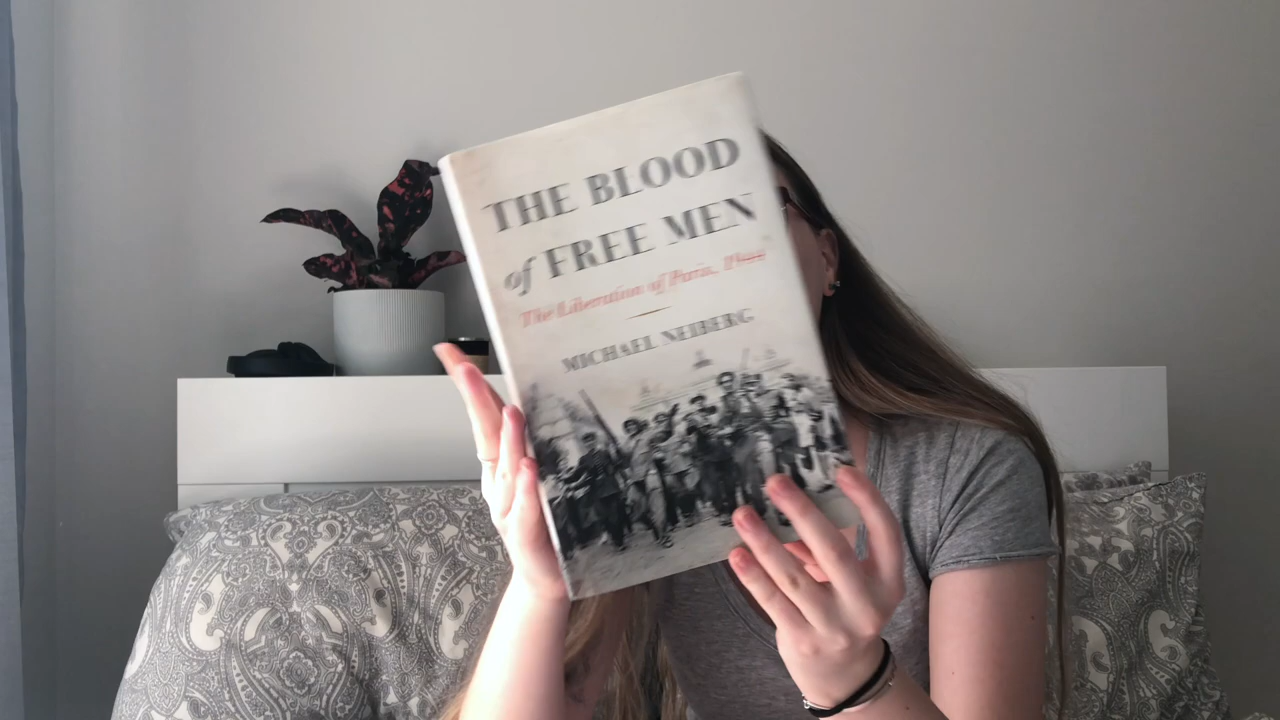 THE BLOOD
of FREE MEN
The Liberation of Paris, 1944
MICHAEL NEIBERG